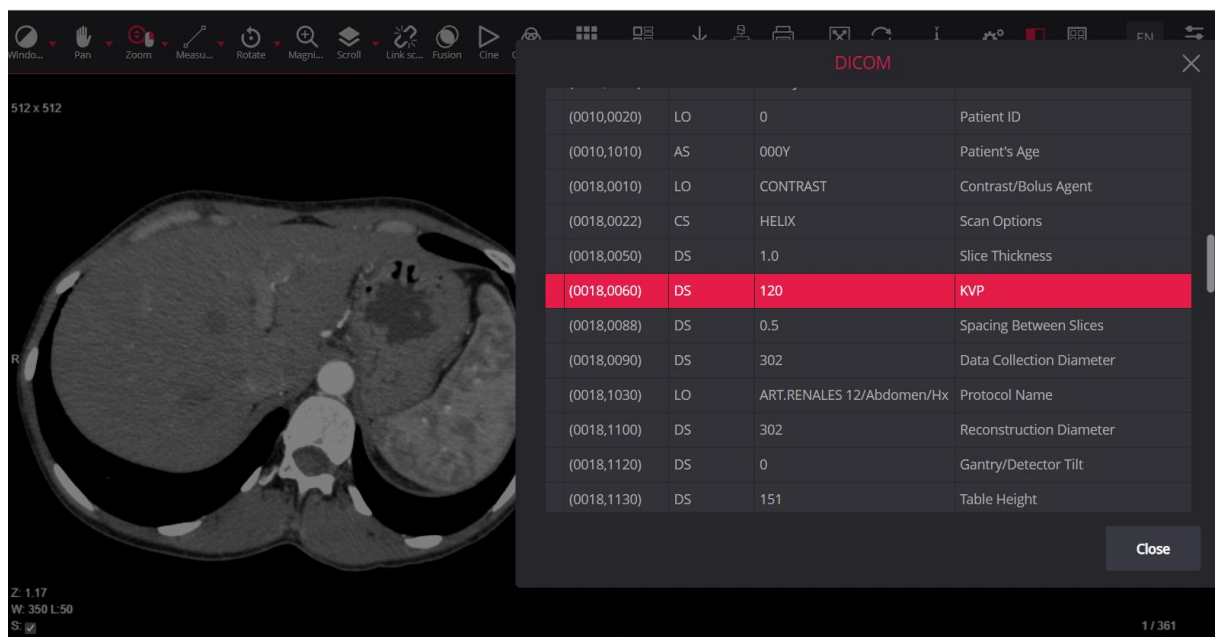 Windo...
Pan
Zoom
Measu...
Rotate
Magni...
Scroll
Link sc...
Fusion
Cine
EN
DICOM
512 x 512
(0010,0020) LO 0 Patient ID
(0010,1010) AS 000Y Patient's Age
(0018,0010) LO CONTRAST Contrast/Bolus Agent
(0018,0022) CS HELIX Scan Options
(0018,0050) DS 1.0 Slice Thickness
(0018,0060) DS 120 KVP
(0018,0088) DS 0.5 Spacing Between Slices
R
(0018,0090) DS 302 Data Collection Diameter
(0018,1030) LO ART.RENALES 12/Abdomen/Hx Protocol Name
(0018,1100) DS 302 Reconstruction Diameter
(0018,1120) DS 0 Gantry/Detector Tilt
(0018,1130) DS 151 Table Height
Close
Z: 1.17
W: 350 L:50
S:
1 / 361